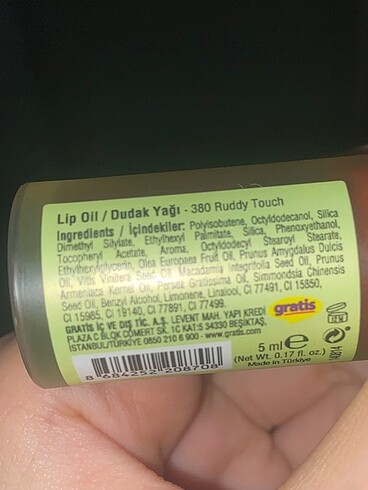 Lip Oil / Dudak Yağı - 380 Ruddy Touch
Ingredients / İçindekiler: Polyisobutene, Octyldodecanol, Silica
Dimethyl Silylate, Ethylhexyl Palmitate, Silica, Phenoxyethanol,
Tocopheryl Acetate, Aroma, Octyldodecyl Stearoyl Stearate,
Ethylhexylglycerin, Olea Europaea Fruit Oil, Prunus Amygdalus Dulcis
Oil, Vitis Vinifera Seed Oil, Macadamia Integrifolia Seed Oil, Prunus
Armeniaca Kernel Oil, Persea Gratissima Oil, Simmondsia Chinensis
Seed Oil, Benzyl Alcohol, Limonene, Linalool, CI 77491, CI 15850,
CI 15985, CI 19140, CI 77891, CI 77499.
GRATİS İÇ VE DIŞ TİC. A.Ş. LEVENT MAH. YAPI KREDİ
PLAZA C BLOK CÖMERT SK. 1C KAT:5 34330 BEŞİKTAŞ,
İSTANBUL/TÜRKİYE 0850 210 6 900 - www.gratis.com
gratis
12M
5 ml e
(Net Wt. 0.17 fl. oz.)
Made in Türkiye
8 684252 208708